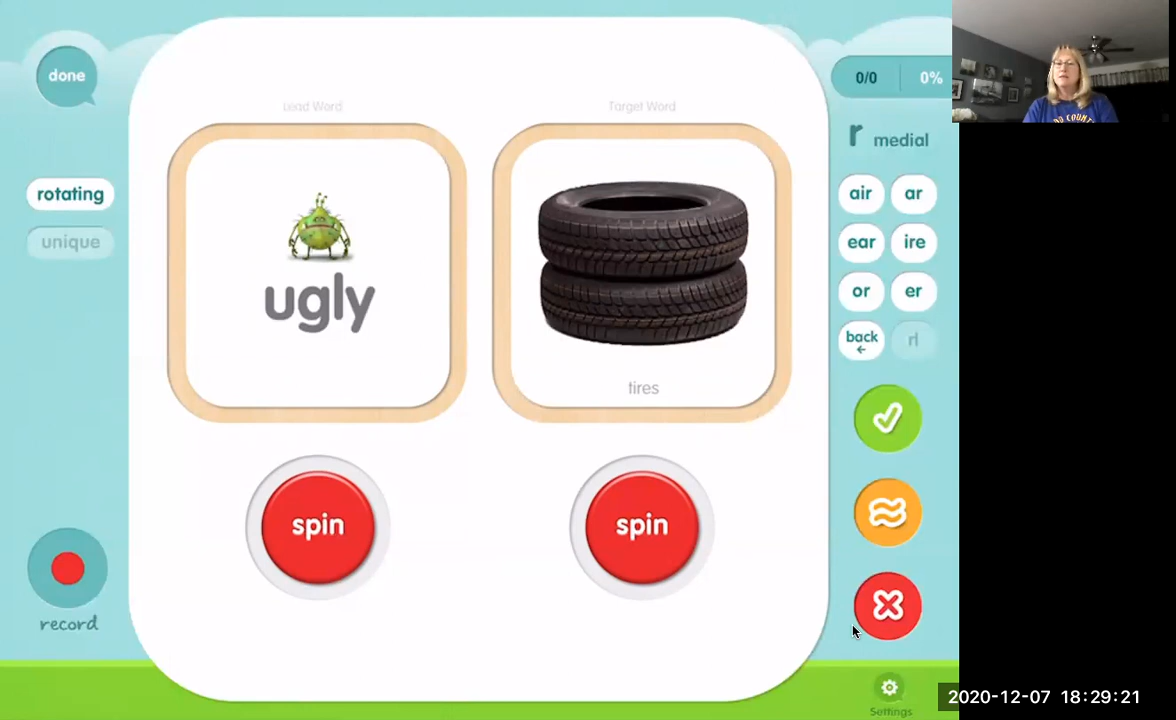 done
Lead Word
Target Word
0/0
0%
r medial
rotating
unique
air
ar
ear
ire
or
er
back
←
rl
ugly
tires
spin
spin
record
Settings
2020-12-07 18:29:21